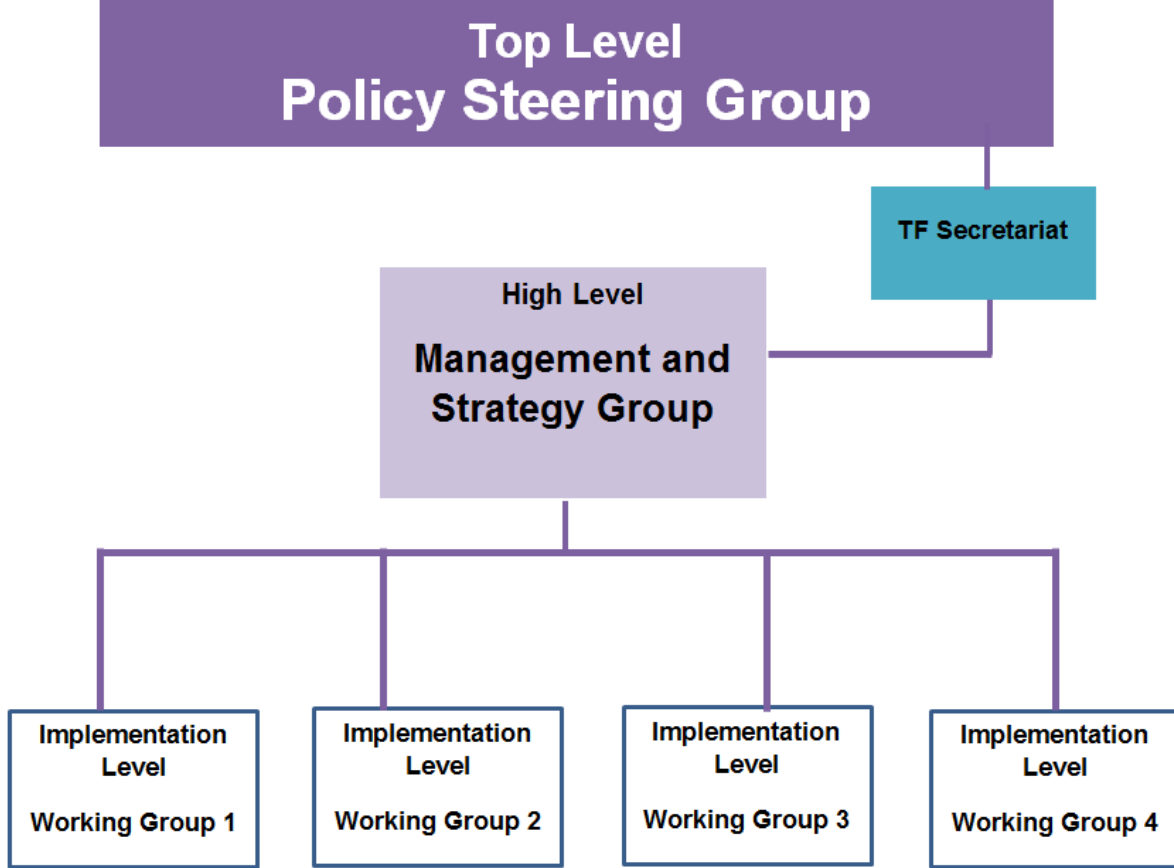 Top Level
Policy Steering Group
TF Secretariat
High Level
Management and
Strategy Group
Implementation
Level
Working Group 1
Implementation
Level
Working Group 2
Implementation
Level
Working Group 3
Implementation
Level
Working Group 4